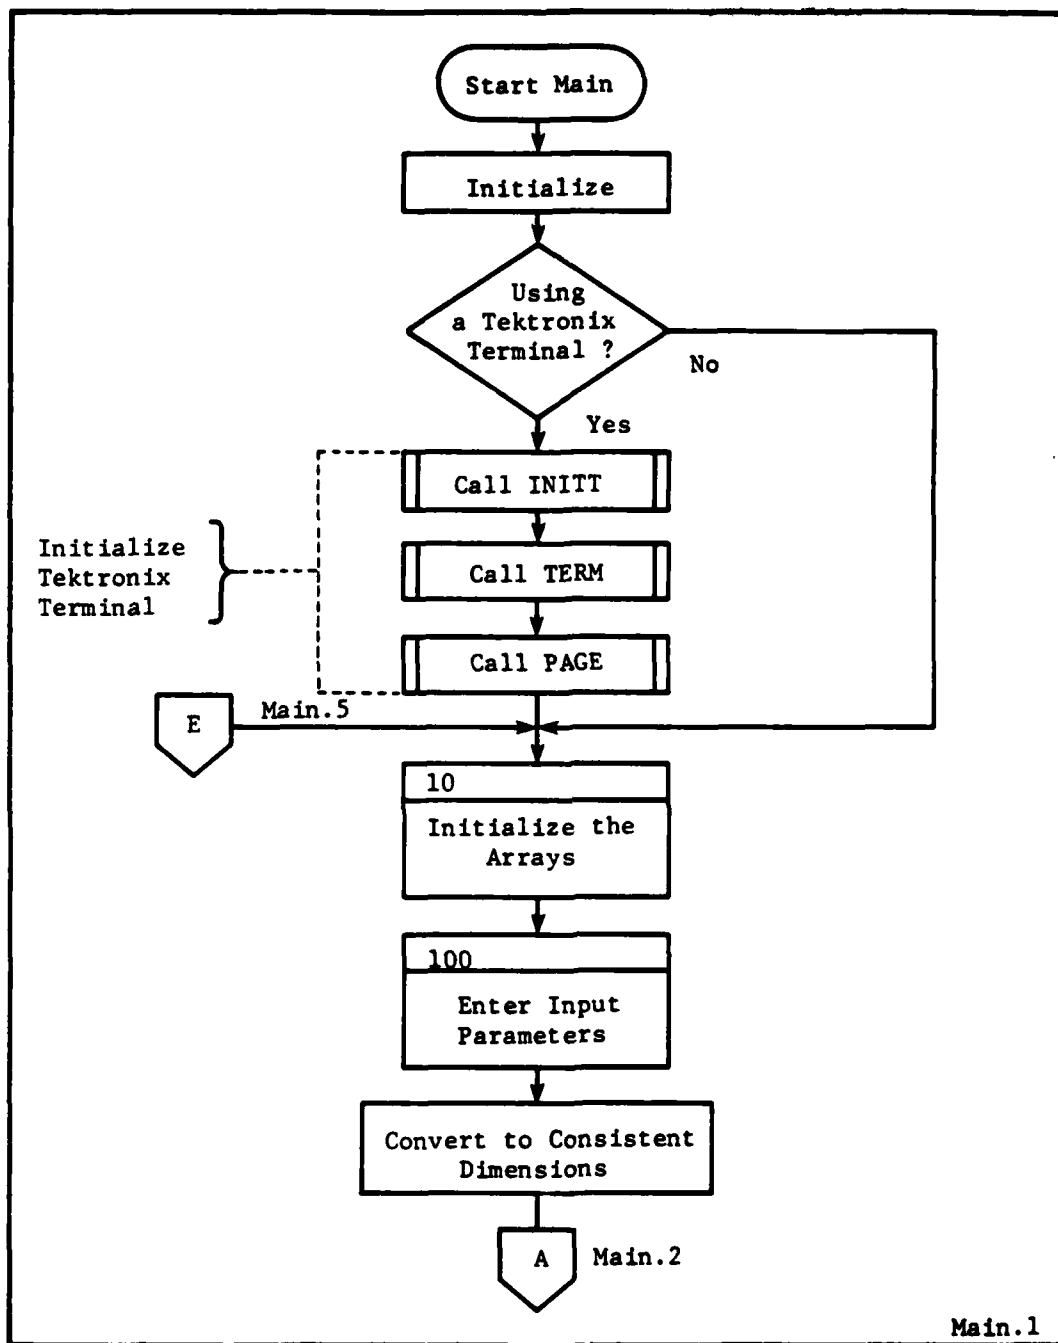 Start Main
Initialize
Using
a Tektronix
Terminal ?
No
Yes
Call INITT
Call TERM
Call PAGE
Initialize
Tektronix
Terminal
E
Main.5
10
Initialize the
Arrays
100
Enter Input
Parameters
Convert to Consistent
Dimensions
A
Main.2
Main.1